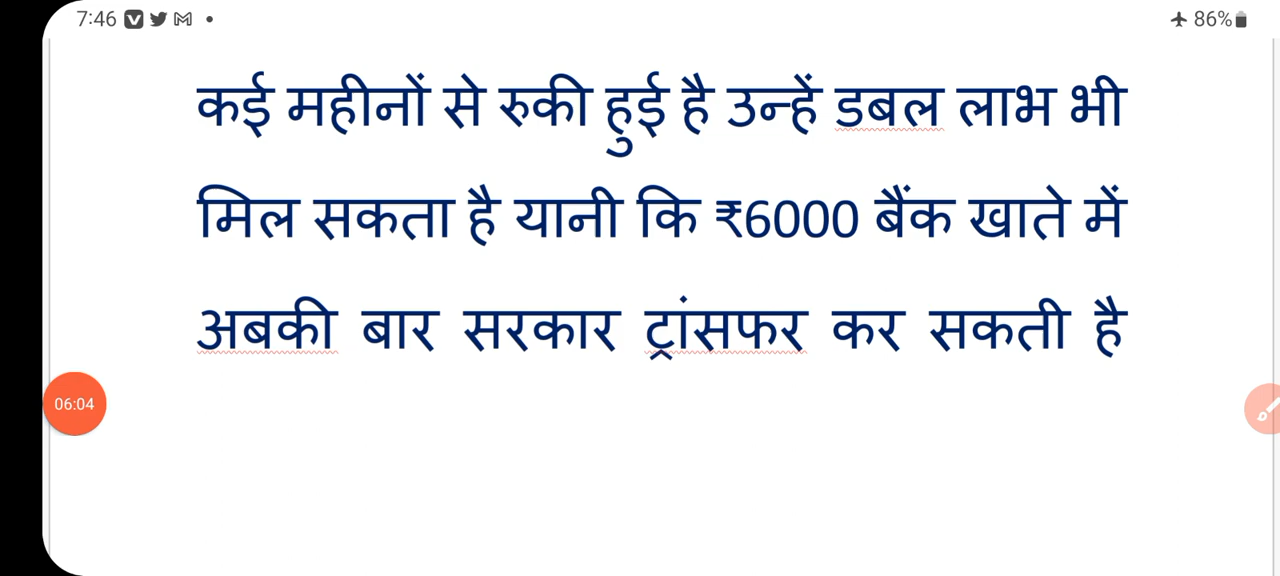 7:46 86%
कई महीनों से रुकी हुई है उन्हें डबल लाभ भी
मिल सकता है यानी कि ₹6000 बैंक खाते में
अबकी बार सरकार ट्रांसफर कर सकती है
06:04